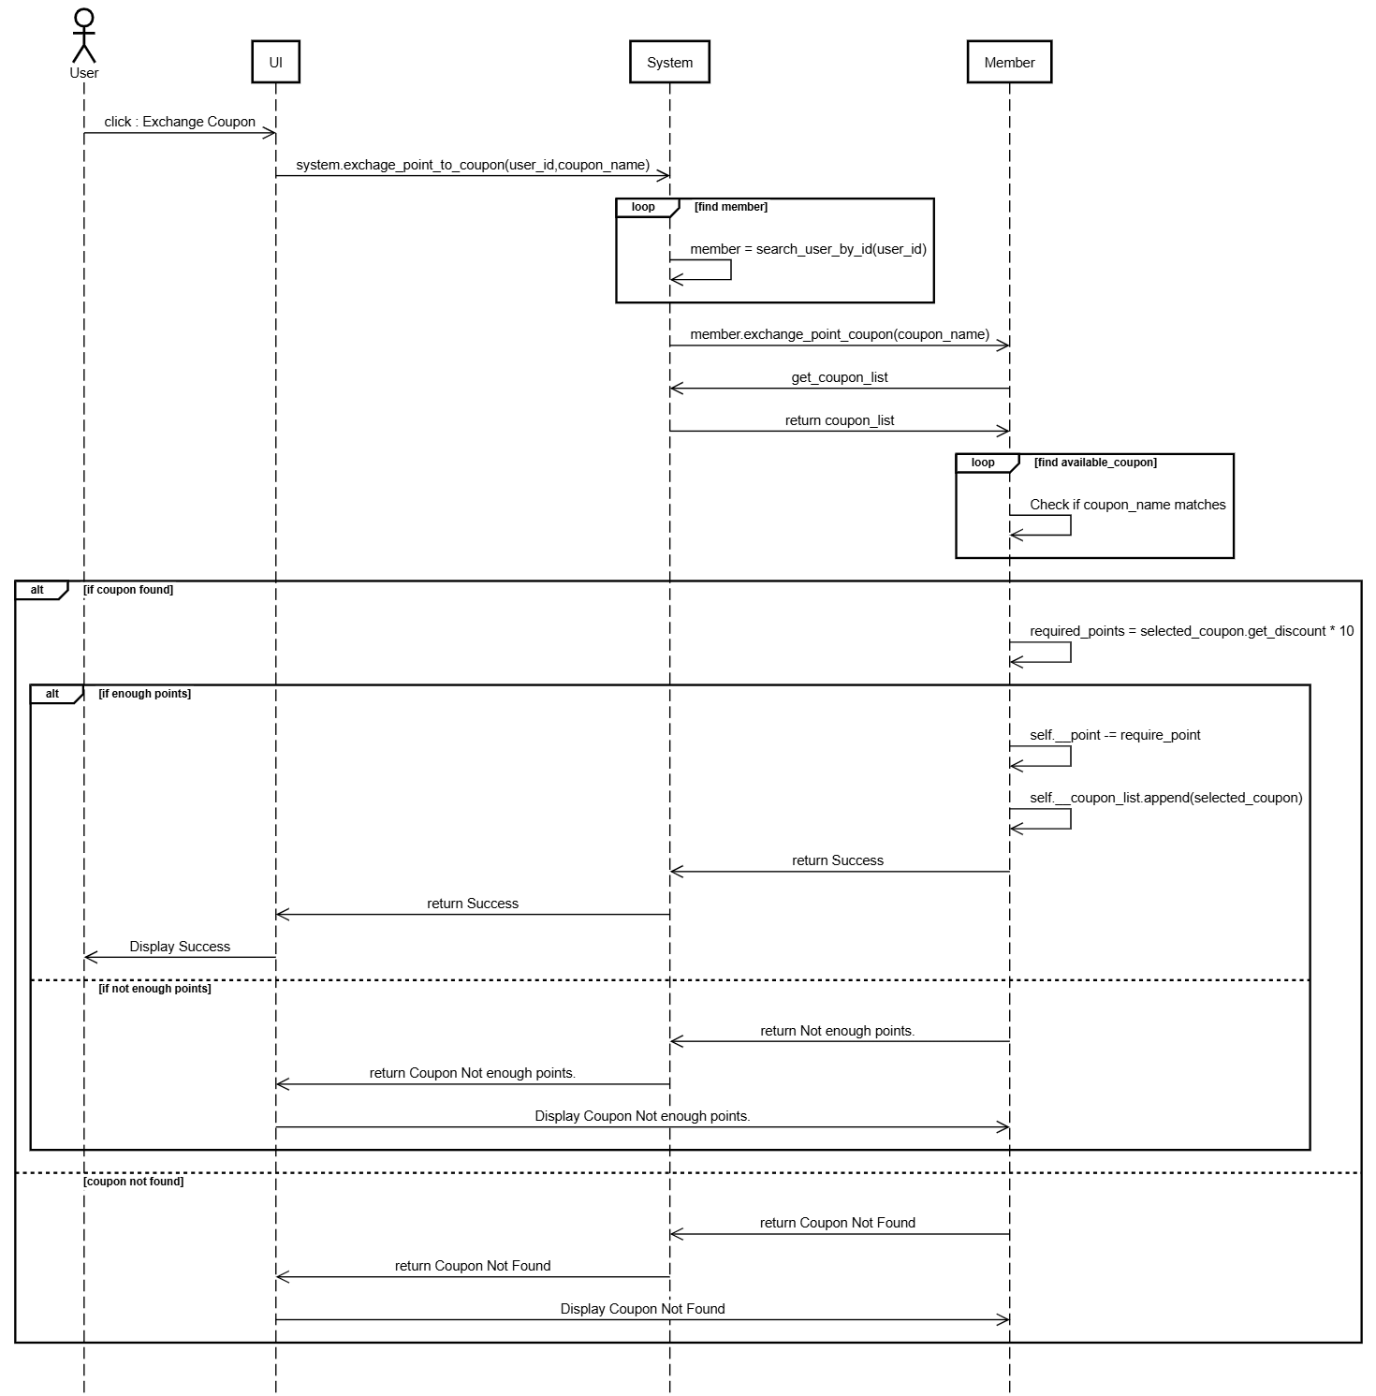 User
UI
System
Member
click : Exchange Coupon
system.exchage_point_to_coupon(user_id,coupon_name)
loop
[find member]
member = search_user_by_id(user_id)
member.exchange_point_coupon(coupon_name)
get_coupon_list
return coupon_list
loop
[find available_coupon]
Check if coupon_name matches
alt
[if coupon found]
required_points = selected_coupon.get_discount * 10
alt
[if enough points]
self.__point -= require_point
self.__coupon_list.append(selected_coupon)
return Success
return Success
Display Success
[if not enough points]
return Not enough points.
return Coupon Not enough points.
Display Coupon Not enough points.
[coupon not found]
return Coupon Not Found
return Coupon Not Found
Display Coupon Not Found